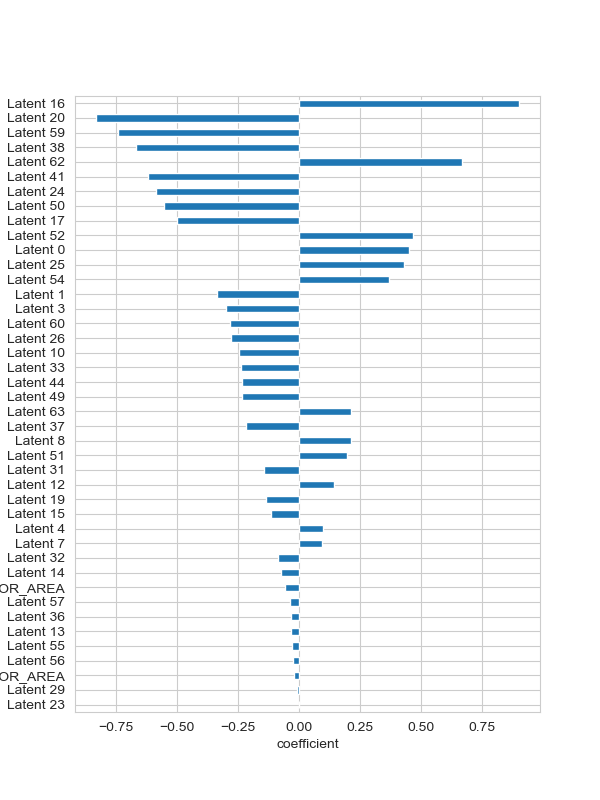 Latent 16
Latent 20
Latent 59
Latent 38
Latent 62
Latent 41
Latent 24
Latent 50
Latent 17
Latent 52
Latent 0
Latent 25
Latent 54
Latent 1
Latent 3
Latent 60
Latent 26
Latent 10
Latent 33
Latent 44
Latent 49
Latent 63
Latent 37
Latent 8
Latent 51
Latent 31
Latent 12
Latent 19
Latent 15
Latent 4
Latent 7
Latent 32
Latent 14
OR_AREA
Latent 57
Latent 36
Latent 13
Latent 55
Latent 56
OR_AREA
Latent 29
Latent 23
−0.75 −0.50 −0.25 0.00 0.25 0.50 0.75
coefficient